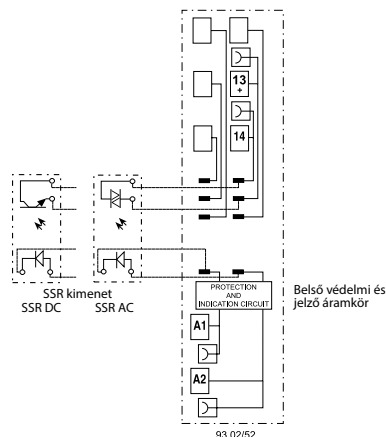 13
+
14
SSR kimenet
SSR DC SSR AC
PROTECTION
AND
INDICATION CIRCUIT
Belső védelmi és
jelző áramkör
A1
A2
93.02/52